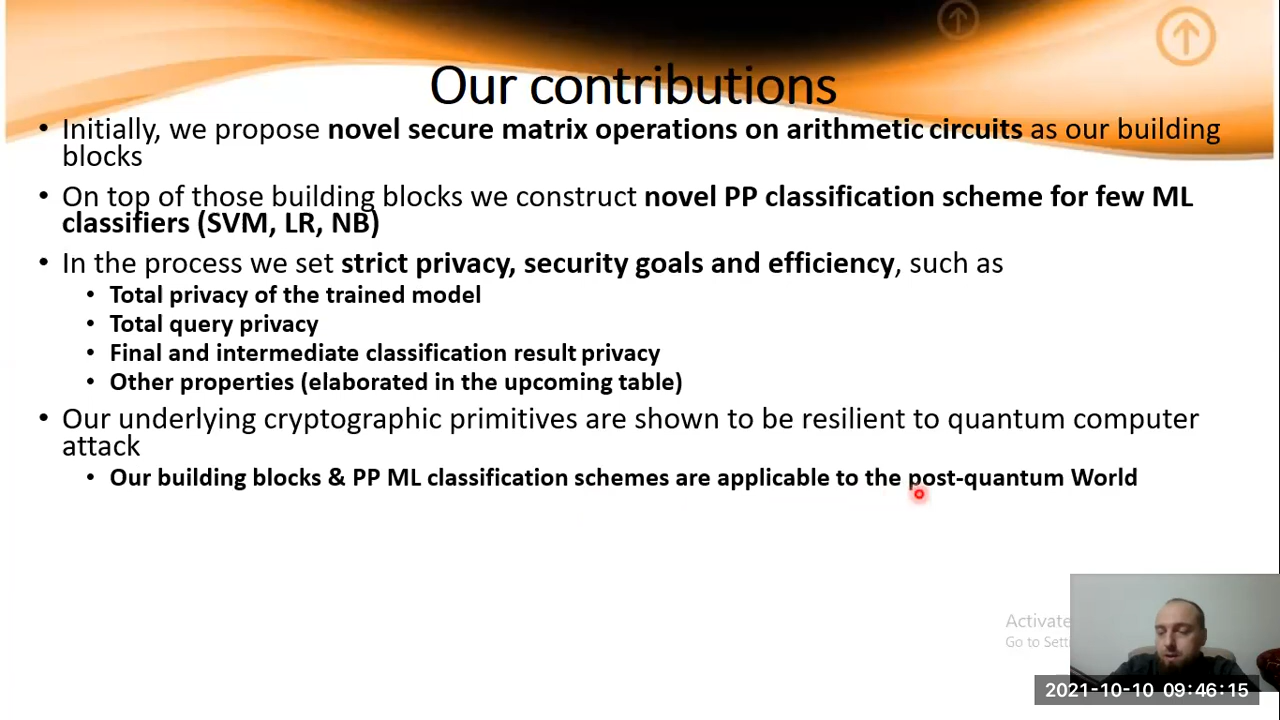 Our contributions
• Initially, we propose novel secure matrix operations on arithmetic circuits as our building
blocks
• On top of those building blocks we construct novel PP classification scheme for few ML
classifiers (SVM, LR, NB)
• In the process we set strict privacy, security goals and efficiency, such as
• Total privacy of the trained model
• Total query privacy
• Final and intermediate classification result privacy
• Other properties (elaborated in the upcoming table)
• Our underlying cryptographic primitives are shown to be resilient to quantum computer
attack
• Our building blocks & PP ML classification schemes are applicable to the post-quantum World
Activate
Go to Sett
2021-10-10 09:46:15